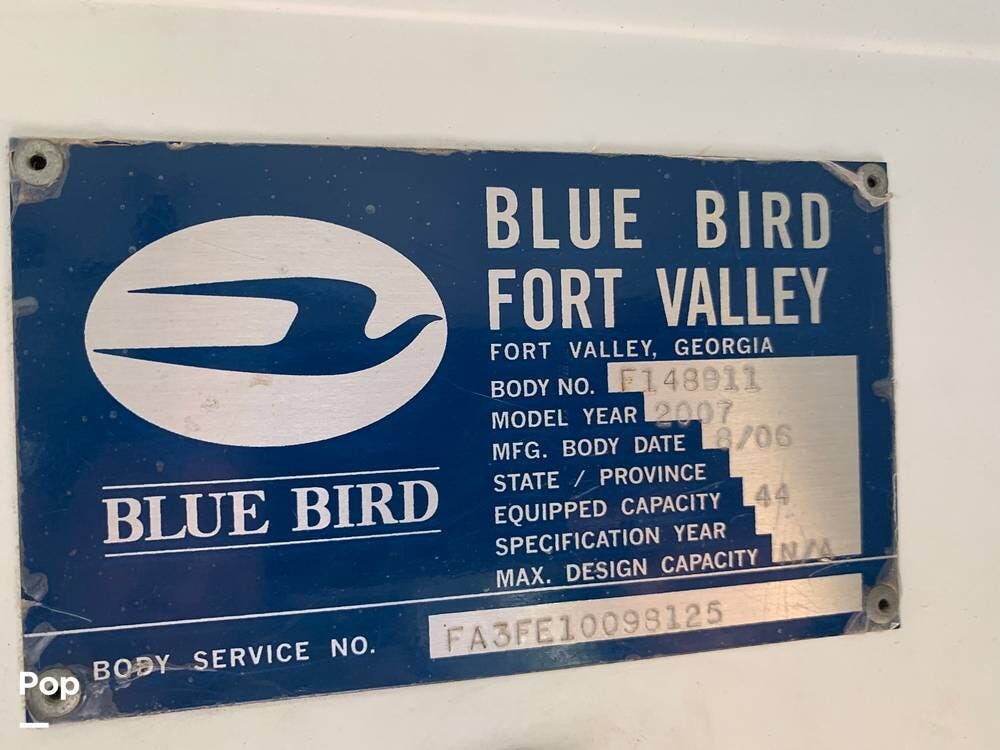 BLUE BIRD
FORT VALLEY
FORT VALLEY, GEORGIA
BODY NO. F148911
MODEL YEAR 2007
MFG. BODY DATE 8/06
STATE / PROVINCE
EQUIPPED CAPACITY 44
SPECIFICATION YEAR
MAX. DESIGN CAPACITY N/A
BLUE BIRD
BODY SERVICE NO. FA3FE10098125
Pop